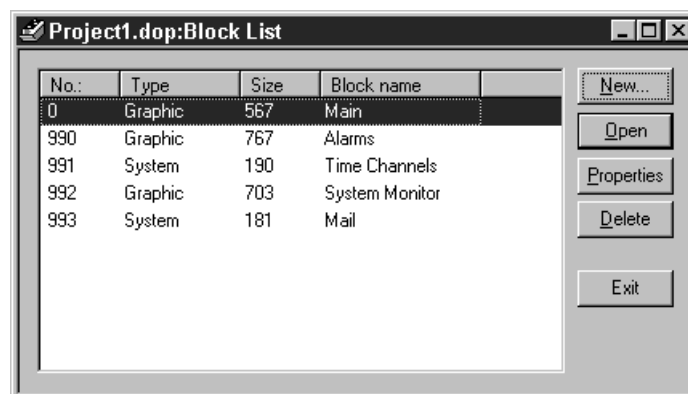 Project1.dop:Block List
No.: Type Size Block name
0 Graphic 567 Main
990 Graphic 767 Alarms
991 System 190 Time Channels
992 Graphic 703 System Monitor
993 System 181 Mail
New...
Open
Properties
Delete
Exit